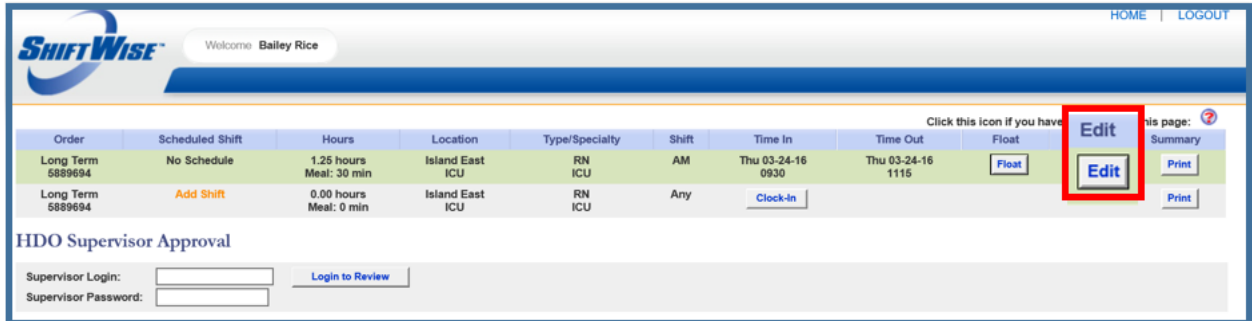 HOME | LOGOUT
SHIFTWISE™ Welcome Bailey Rice
Click this icon if you have his page: ?
Order Scheduled Shift Hours Location Type/Specialty Shift Time In Time Out Float Edit Summary
Long Term No Schedule 1.25 hours Island East RN AM Thu 03-24-16 Thu 03-24-16 Float Edit Print
5889694 Meal: 30 min ICU ICU 0930 1115
Long Term Add Shift 0.00 hours Island East RN Any Clock-In Print
5889694 Meal: 0 min ICU ICU
HDO Supervisor Approval
Supervisor Login: Login to Review
Supervisor Password: